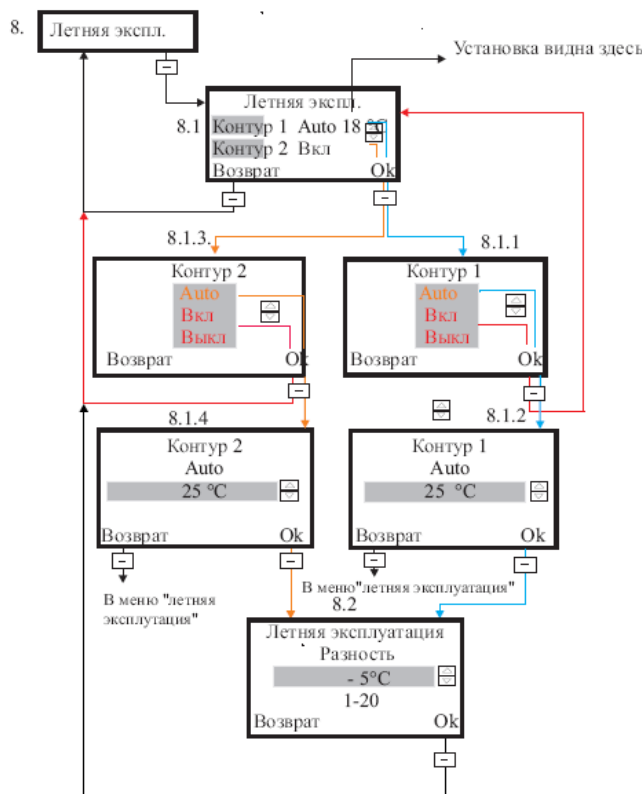 8.
Летняя экспл.
Установка видна здесь
Летняя экспл.
8.1 Контур 1 Auto 18 °C
Контур 2 Вкл
Возврат Ok
8.1.3.
8.1.1
Контур 2
Auto
Вкл
Выкл
Возврат Ok
Контур 1
Auto
Вкл
Выкл
Возврат Ok
8.1.4
8.1.2
Контур 2
Auto
25 °C
Возврат Ok
Контур 1
Auto
25 °C
Возврат Ok
В меню "летняя
эксплутация"
В меню"летняя эксплуатация"
8.2
Летняя эксплуатация
Разность
- 5°C
1-20
Возврат Ok